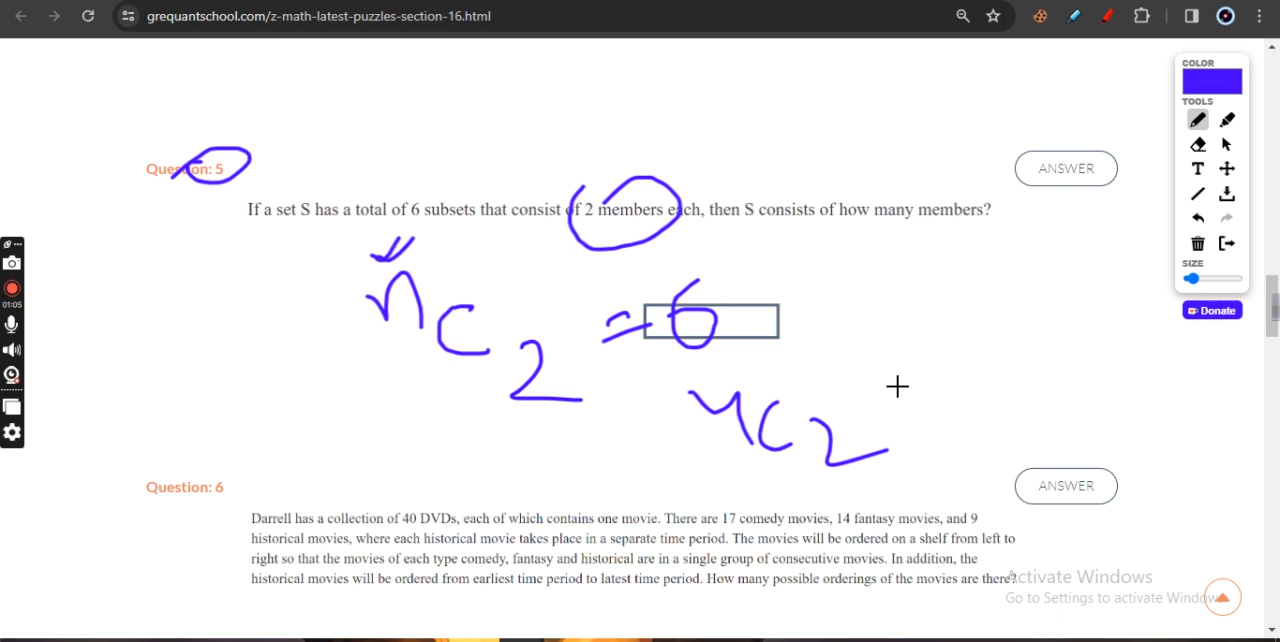 grequantschool.com/z-math-latest-puzzles-section-16.html
COLOR
TOOLS
T
SIZE
Donate
01:05
Question: 5
ANSWER
If a set S has a total of 6 subsets that consist of 2 members each, then S consists of how many members?
n C 2 = 6
4C2
Question: 6
ANSWER
Darrell has a collection of 40 DVDs, each of which contains one movie. There are 17 comedy movies, 14 fantasy movies, and 9
historical movies, where each historical movie takes place in a separate time period. The movies will be ordered on a shelf from left to
right so that the movies of each type comedy, fantasy and historical are in a single group of consecutive movies. In addition, the
historical movies will be ordered from earliest time period to latest time period. How many possible orderings of the movies are there?
Activate Windows
Go to Settings to activate Windows